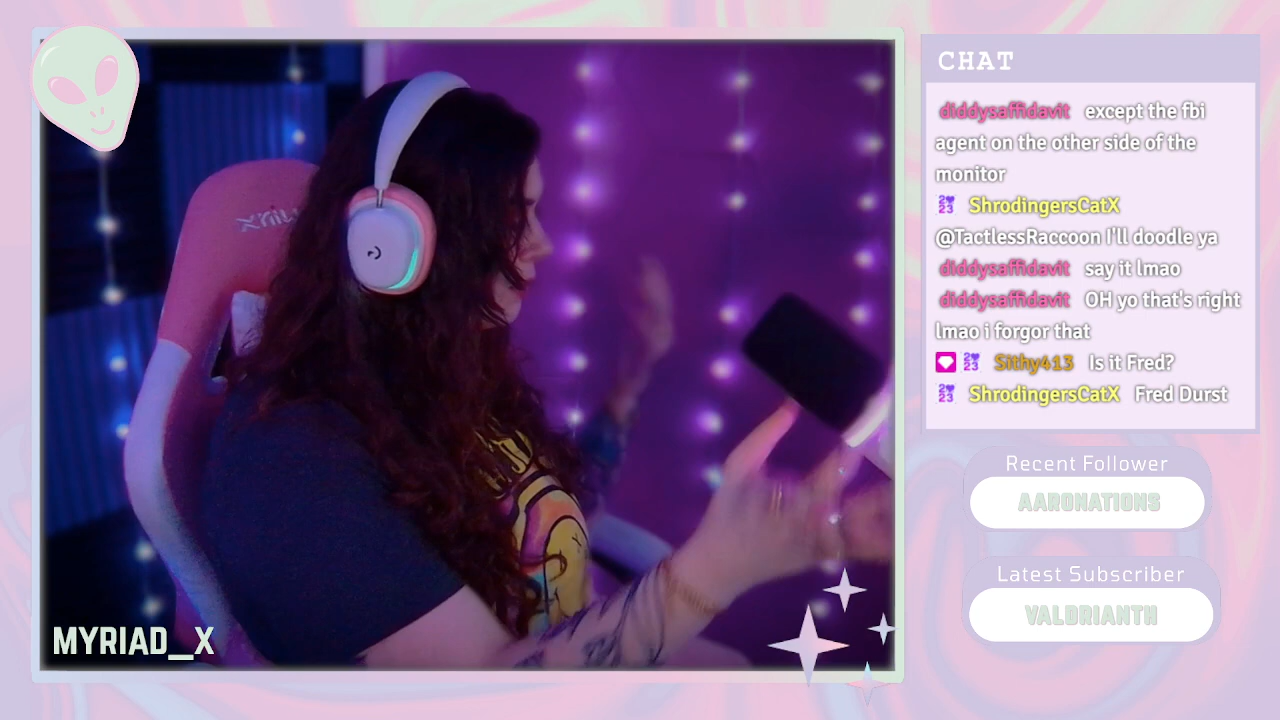 CHAT
diddysaffidavit except the fbi
agent on the other side of the
monitor
ShrodingersCatX
@TactlessRaccoon I'll doodle ya
diddysaffidavit say it lmao
diddysaffidavit OH yo that's right
lmao i forgor that
Sithy413 Is it Fred?
ShrodingersCatX Fred Durst
Recent Follower
AARONATIONS
Latest Subscriber
VALDRIANTH
MYRIAD_X